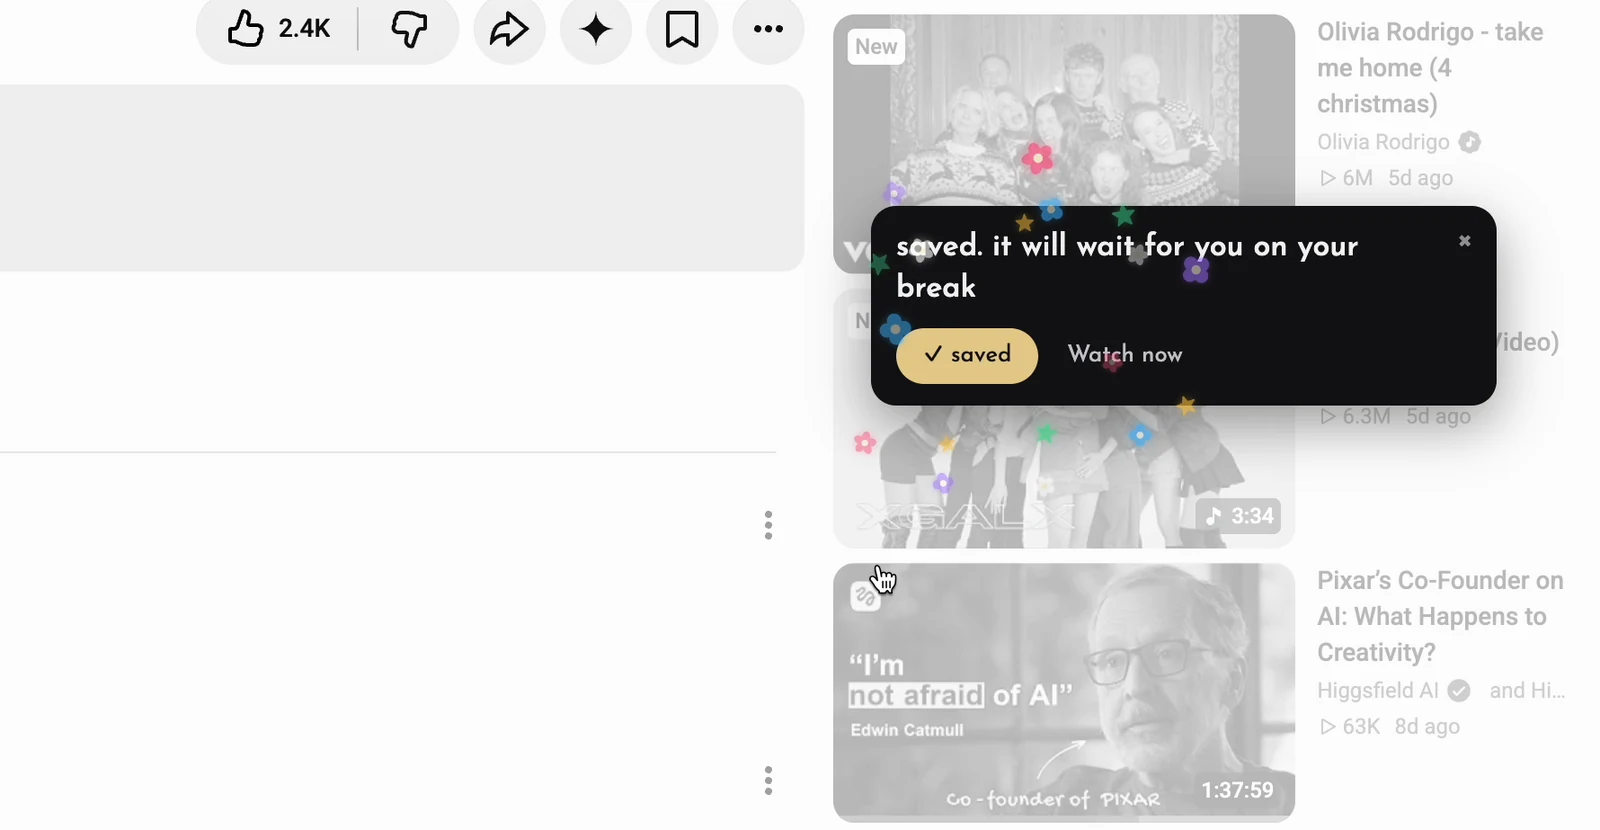 2.4K
New
Olivia Rodrigo - take
me home (4
christmas)
Olivia Rodrigo
6M 5d ago
saved. it will wait for you on your
break
✓ saved
Watch now
Video)
6.3M 5d ago
XGALX
3:34
“I’m
not afraid of AI”
Edwin Catmull
Co-founder of PIXAR
1:37:59
Pixar’s Co-Founder on
AI: What Happens to
Creativity?
Higgsfield AI and Hi…
63K 8d ago